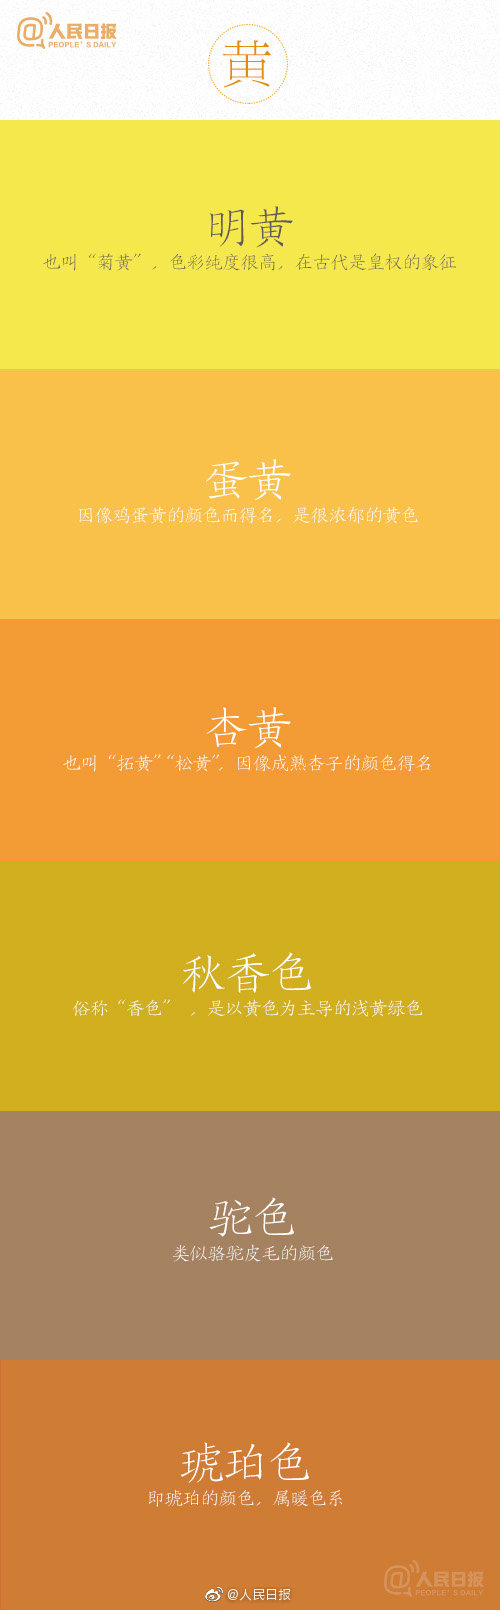 @人民日报
PEOPLE'S DAILY
黄
明黄
也叫“菊黄”，色彩纯度很高，在古代是皇权的象征
蛋黄
因像鸡蛋黄的颜色而得名，是很浓郁的黄色
杏黄
也叫“拓黄”“松黄”，因像成熟杏子的颜色得名
秋香色
俗称“香色”，是以黄色为主导的浅黄绿色
驼色
类似骆驼皮毛的颜色
琥珀色
即琥珀的颜色，属暖色系
@人民日报
PEOPLE'S DAILY
@人民日报